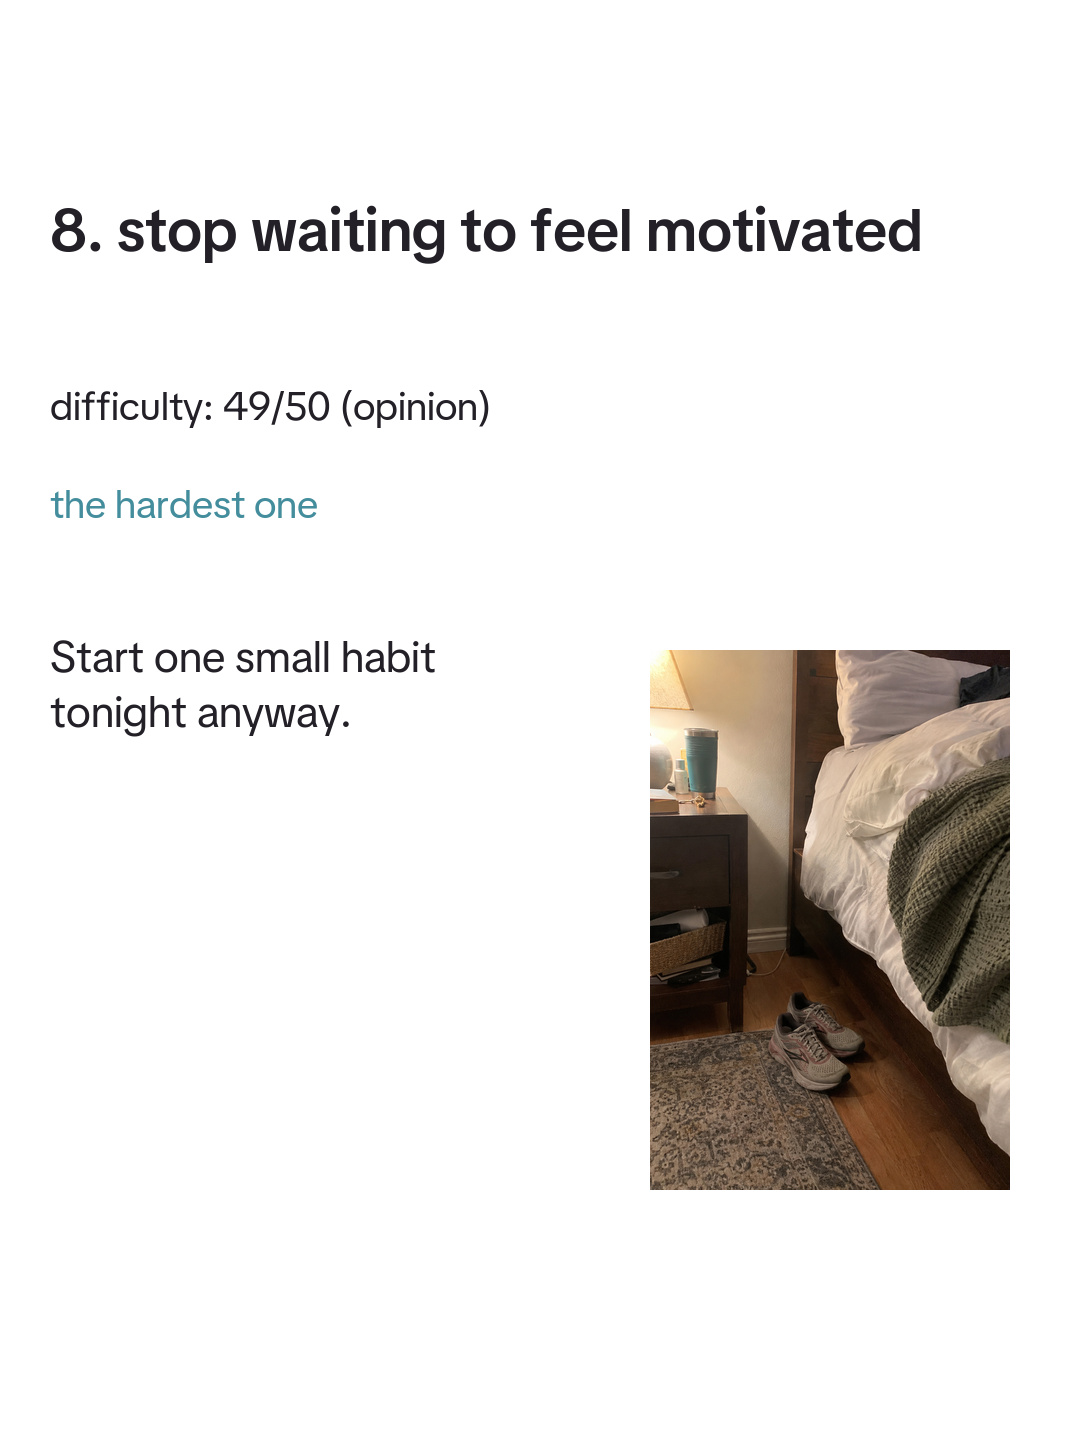 8. stop waiting to feel motivated
difficulty: 49/50 (opinion)
the hardest one
Start one small habit
tonight anyway.